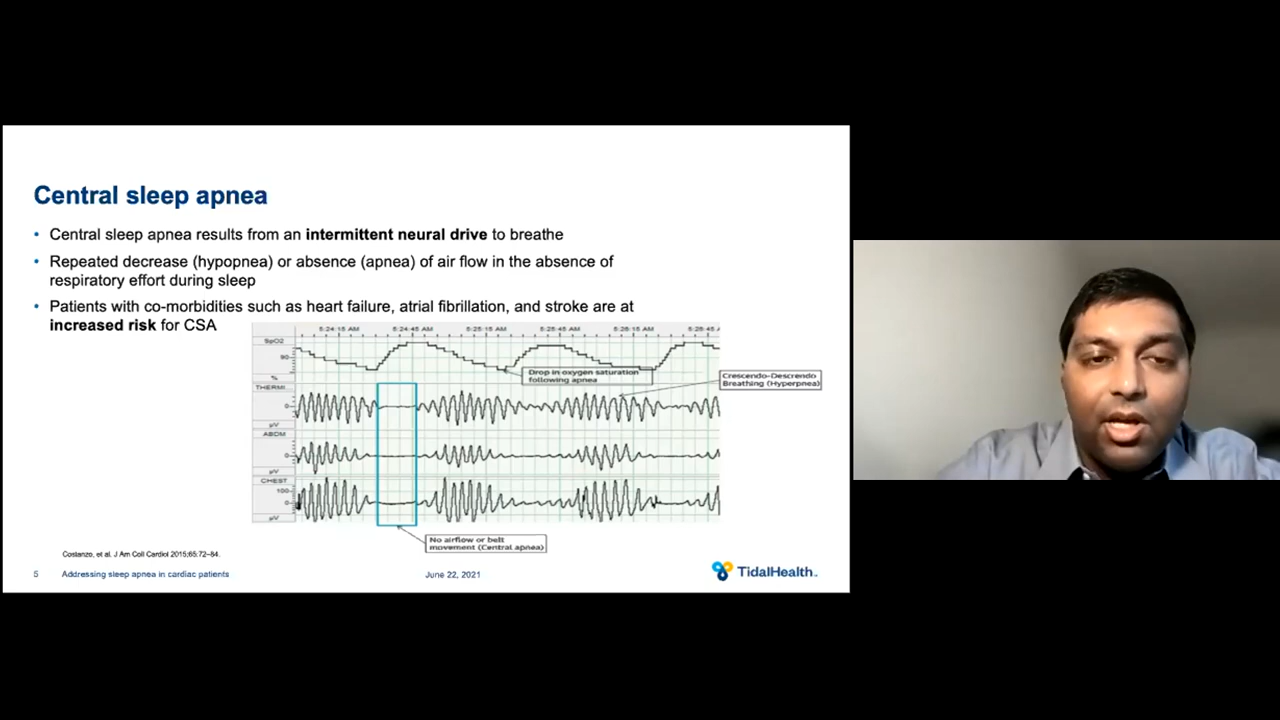 Central sleep apnea
• Central sleep apnea results from an intermittent neural drive to breathe
• Repeated decrease (hypopnea) or absence (apnea) of air flow in the absence of
respiratory effort during sleep
• Patients with co-morbidities such as heart failure, atrial fibrillation, and stroke are at
increased risk for CSA
5:24:15 AM 5:24:45 AM 5:25:15 AM 5:25:45 AM 5:26:15 AM 5:26:45 A
SpO2
90
%
Drop in oxygen saturation
following apnea
Crescendo-Descrendo
Breathing (Hyperpnea)
THERMI...
0
µV
ABDM
0
µV
CHEST
100
0
µV
No airflow or belt
movement (Central apnea)
Costanzo, et al. J Am Coll Cardiol 2015;65:72–84.
5 Addressing sleep apnea in cardiac patients June 22, 2021 TidalHealth